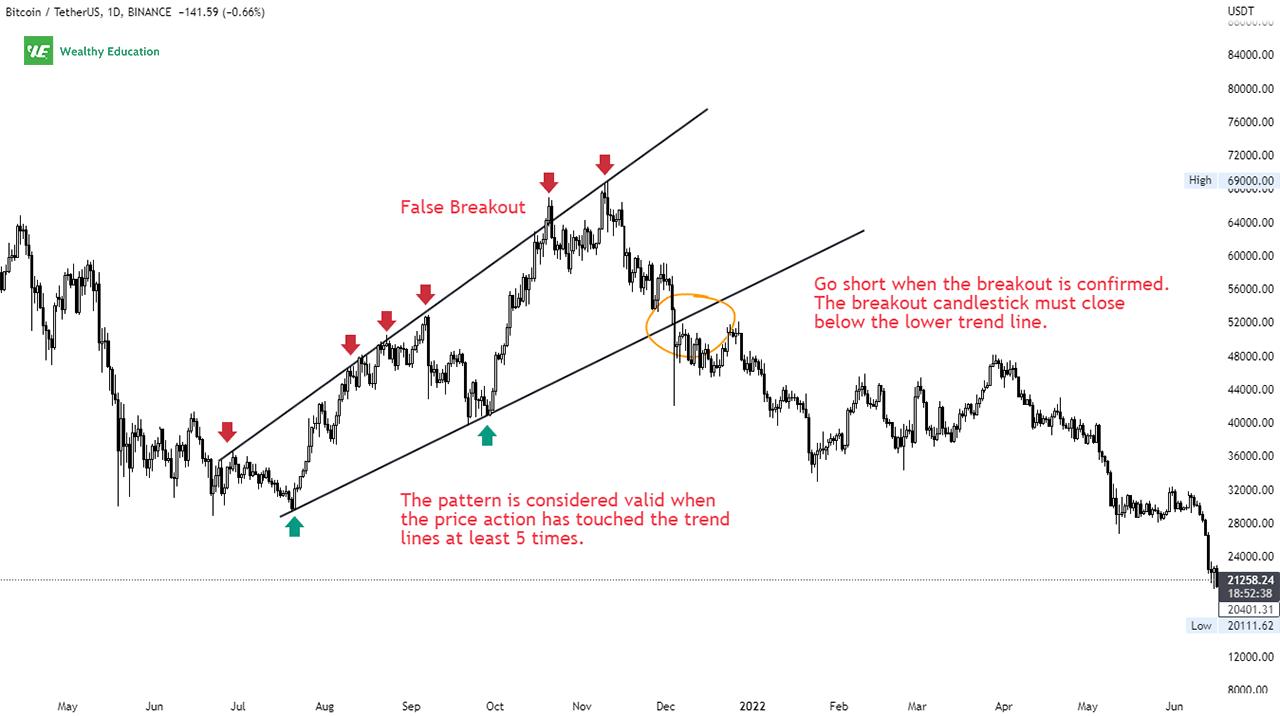 Bitcoin / TetherUS, 1D, BINANCE −141.59 (−0.66%)
USDT
Wealthy Education
84000.00
80000.00
76000.00
72000.00
High 69000.00
64000.00
60000.00
56000.00
52000.00
48000.00
44000.00
40000.00
36000.00
32000.00
28000.00
24000.00
21258.24
18:52:38
20401.31
Low 20111.62
12000.00
8000.00
False Breakout
Go short when the breakout is confirmed.
The breakout candlestick must close
below the lower trend line.
The pattern is considered valid when
the price action has touched the trend
lines at least 5 times.
May Jun Jul Aug Sep Oct Nov Dec 2022 Feb Mar Apr May Jun